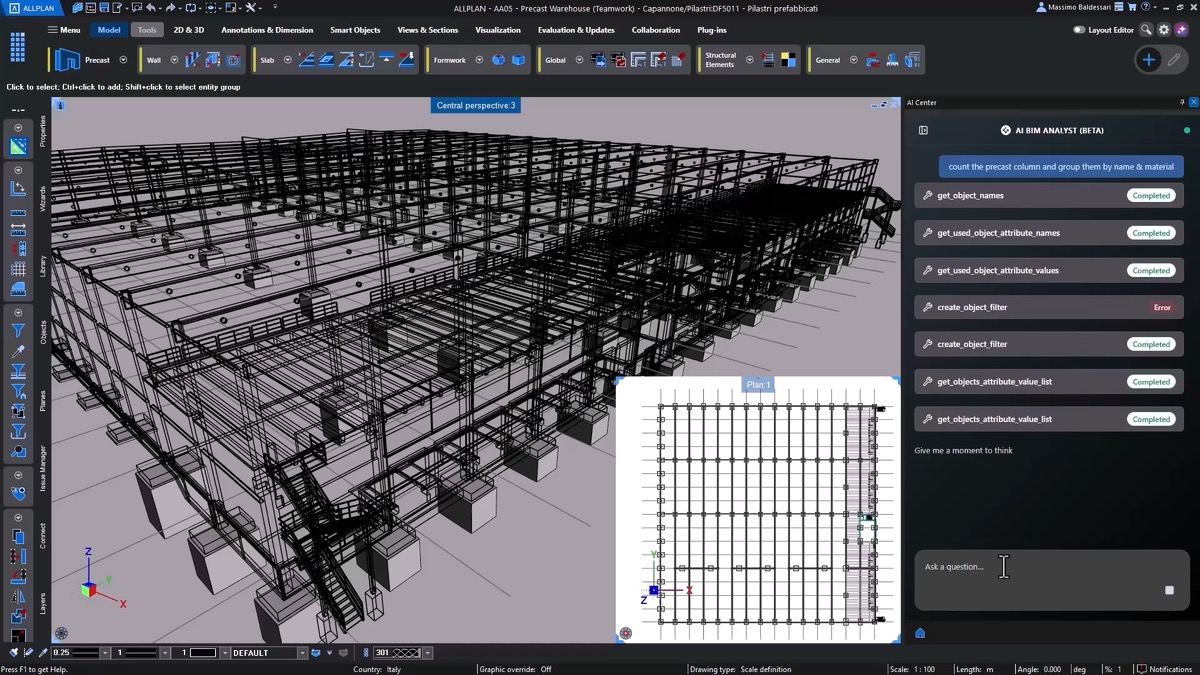 ALLPLAN
ALLPLAN - AA05 - Precast Warehouse (Teamwork) - Capannone/Pilastri:DF5011 - Pilastri prefabbricati
Massimo Baldessari
Menu
Model
Tools
2D & 3D
Annotations & Dimension
Smart Objects
Views & Sections
Visualization
Evaluation & Updates
Collaboration
Plug-ins
Layout Editor
Precast
Wall
Slab
Formwork
Global
Structural
Elements
General
Click to select; Ctrl+click to add; Shift+click to select entity group
Properties
Wizards
Library
Objects
Planes
Issue Manager
Connect
Layers
Central perspective:3
Z
Y
X
Plan:1
Y
X
Z
AI Center
AI BIM ANALYST (BETA)
count the precast column and group them by name & material
get_object_names
Completed
get_used_object_attribute_names
Completed
get_used_object_attribute_values
Completed
create_object_filter
Error
create_object_filter
Completed
get_objects_attribute_value_list
Completed
get_objects_attribute_value_list
Completed
Give me a moment to think
Ask a question...
0.25
1
1
DEFAULT
301
Press F1 to get Help.
Country: Italy
Graphic override: Off
Drawing type: Scale definition
Scale: 1 : 100
Length: m
Angle: 0.000
deg
%: 1
Notifications